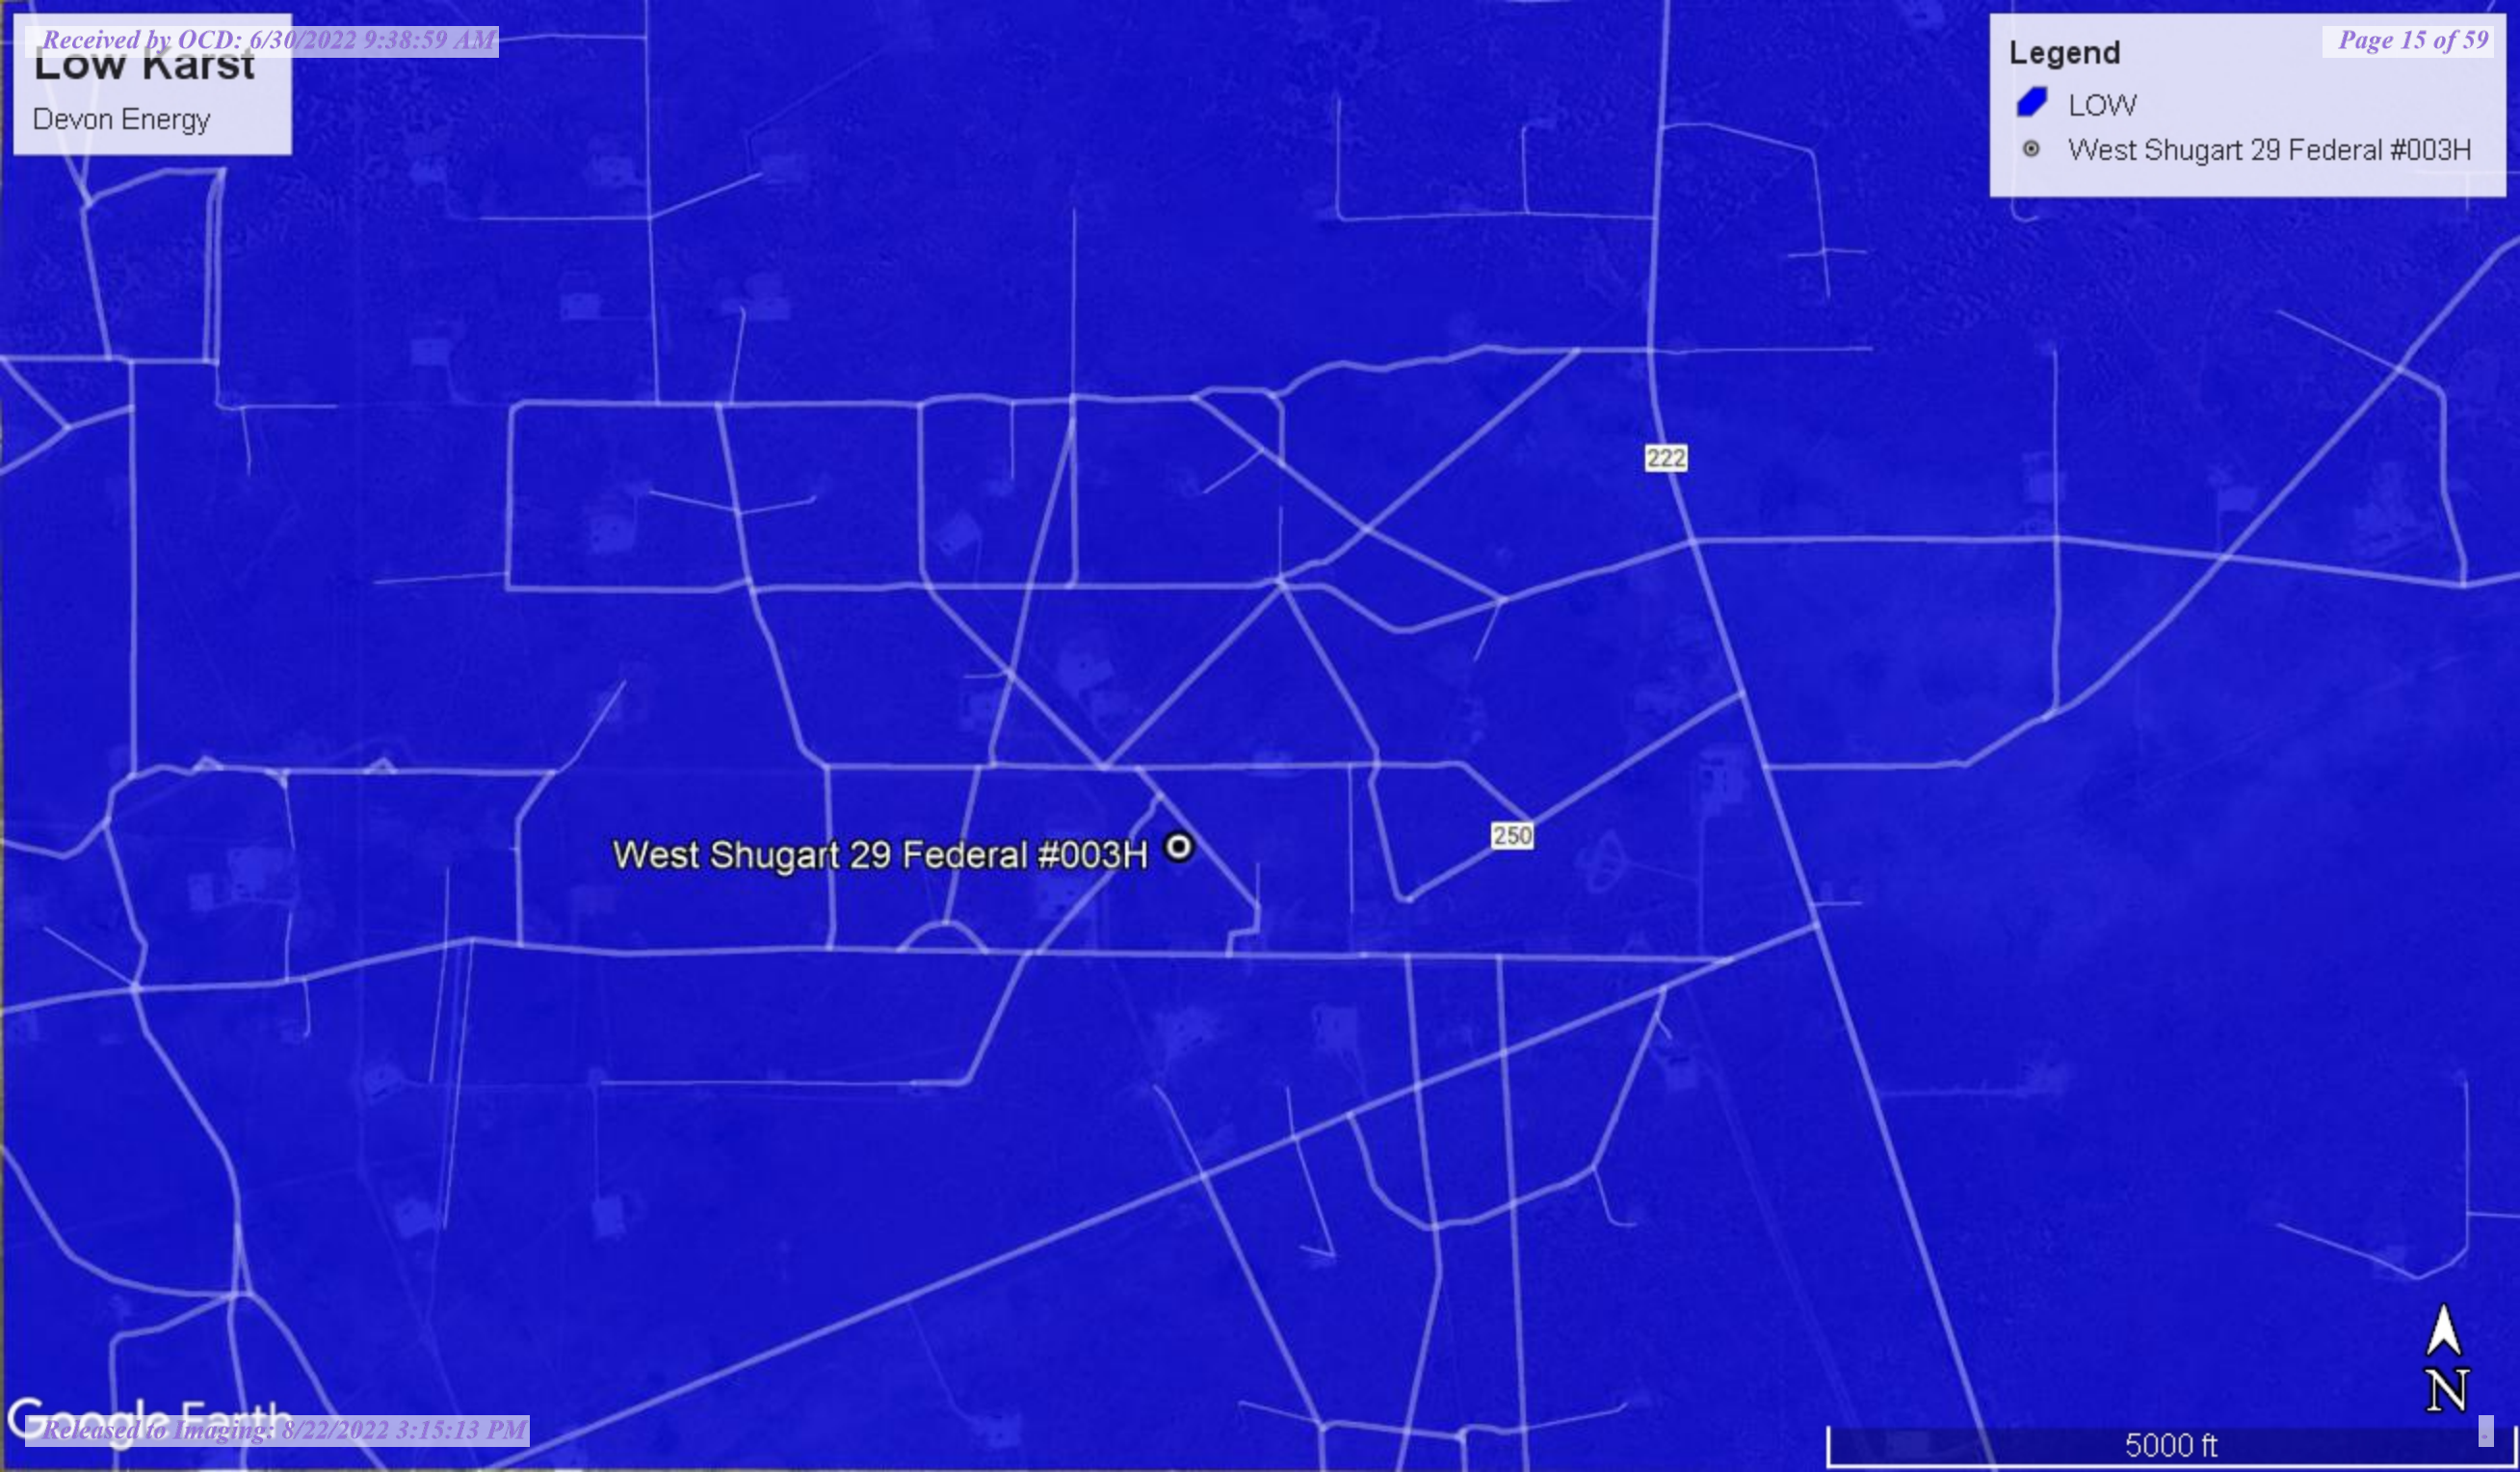 Received by OCD: 6/30/2022 9:38:59 AM
Page 15 of 59
Low Karst
Devon Energy
Legend
LOW
West Shugart 29 Federal #003H
222
250
West Shugart 29 Federal #003H
N
Google Earth
Released to Imaging: 8/22/2022 3:15:13 PM
5000 ft